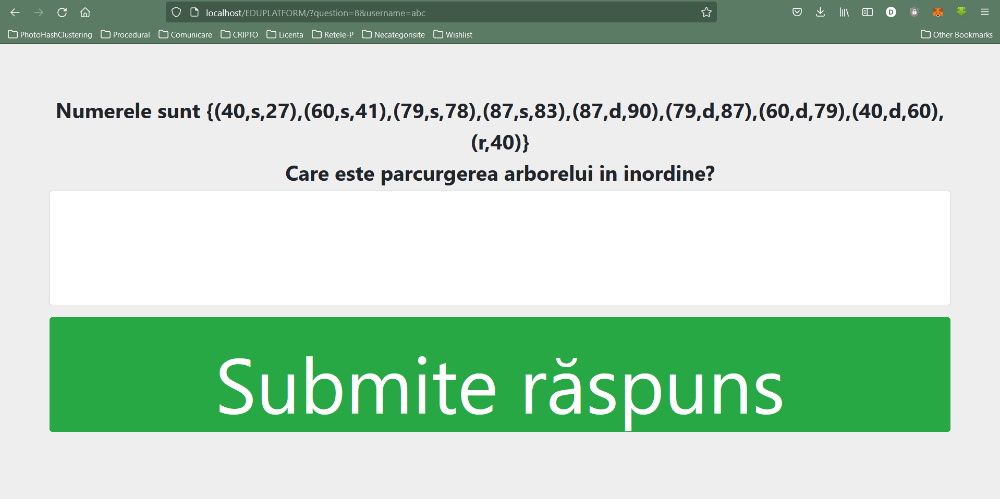 localhost/EDUPLATFORM/?question=8&username=abc
D
PhotoHashClustering Procedural Comunicare CRIPTO Licenta Retele-P Necategorisite Wishlist Other Bookmarks
Numerele sunt {(40,s,27),(60,s,41),(79,s,78),(87,s,83),(87,d,90),(79,d,87),(60,d,79),(40,d,60),
(r,40)}
Care este parcurgerea arborelui in inordine?
Submite răspuns